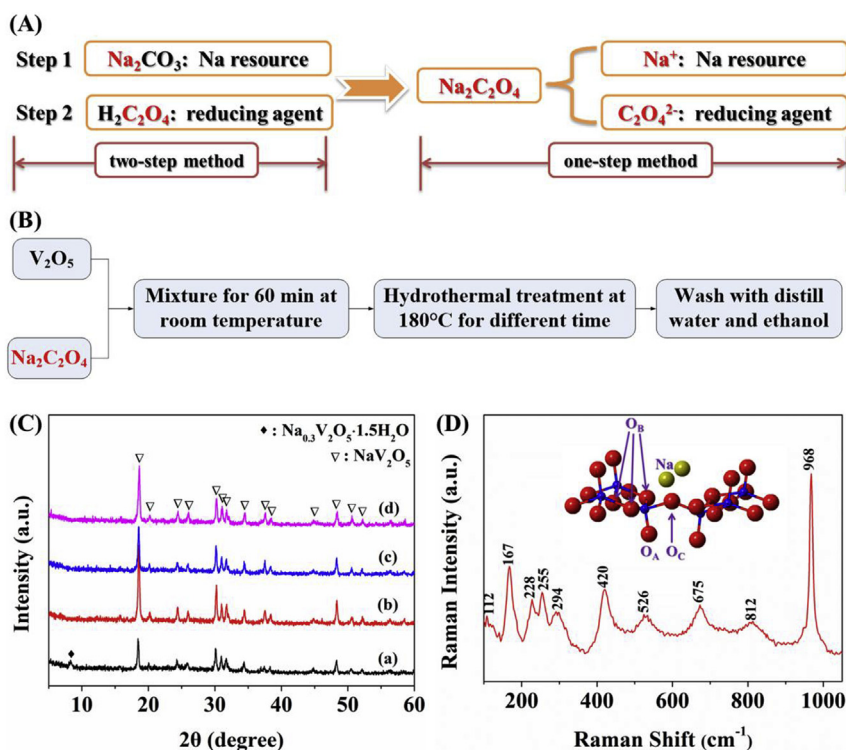 (A)
Step 1
Na₂CO₃: Na resource
Step 2
H₂C₂O₄: reducing agent
Na₂C₂O₄
Na⁺: Na resource
C₂O₄²⁻: reducing agent
two-step method
one-step method
(B)
V₂O₅
Na₂C₂O₄
Mixture for 60 min at
room temperature
Hydrothermal treatment at
180°C for different time
Wash with distill
water and ethanol
(C)
♦ : Na₀.₃V₂O₅·1.5H₂O
▽ : NaV₂O₅
(d)
(c)
(b)
(a)
Intensity (a.u.)
10 20 30 40 50 60
2θ (degree)
(D)
O_B
Na
O_A
O_C
112
167
228
255
294
420
526
675
812
968
Raman Intensity (a.u.)
200 400 600 800 1000
Raman Shift (cm⁻¹)